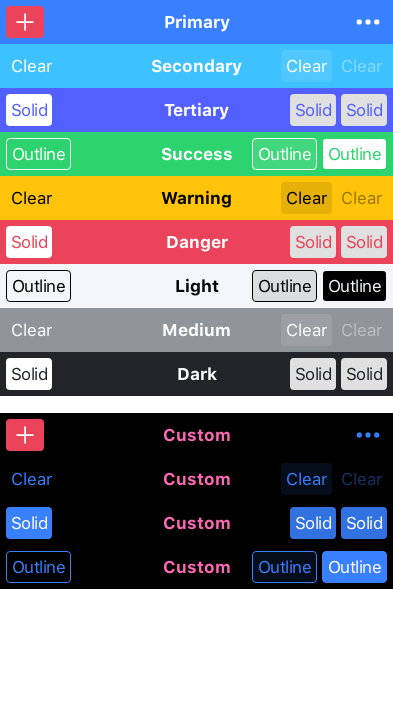 Primary
Clear Secondary Clear Clear
Solid Tertiary Solid Solid
Outline Success Outline Outline
Clear Warning Clear Clear
Solid Danger Solid Solid
Outline Light Outline Outline
Clear Medium Clear Clear
Solid Dark Solid Solid
Custom
Clear Custom Clear Clear
Solid Custom Solid Solid
Outline Custom Outline Outline